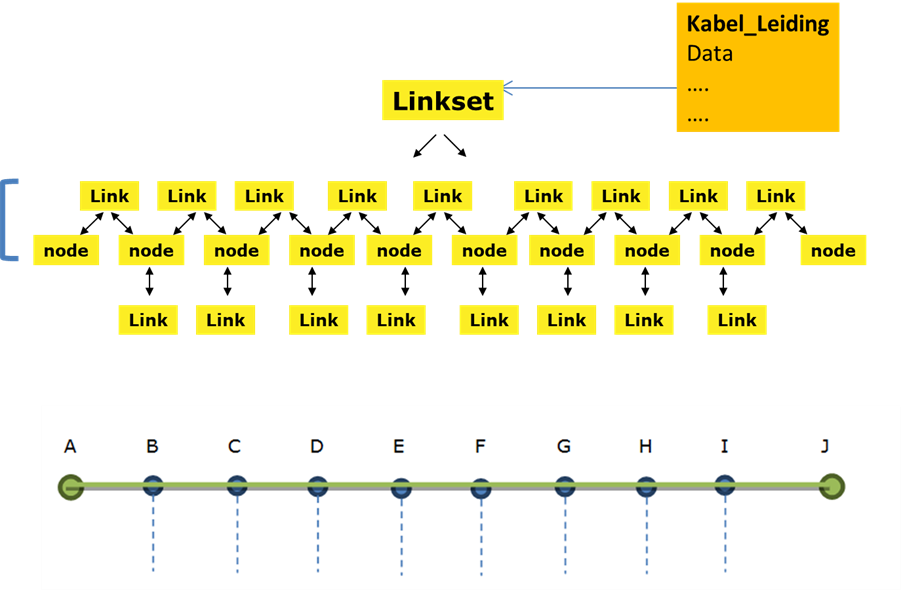 Kabel_Leiding
Data
....
....
Linkset
Link Link Link Link Link Link Link Link Link
node node node node node node node node node node
Link Link Link Link Link Link Link Link
A B C D E F G H I J